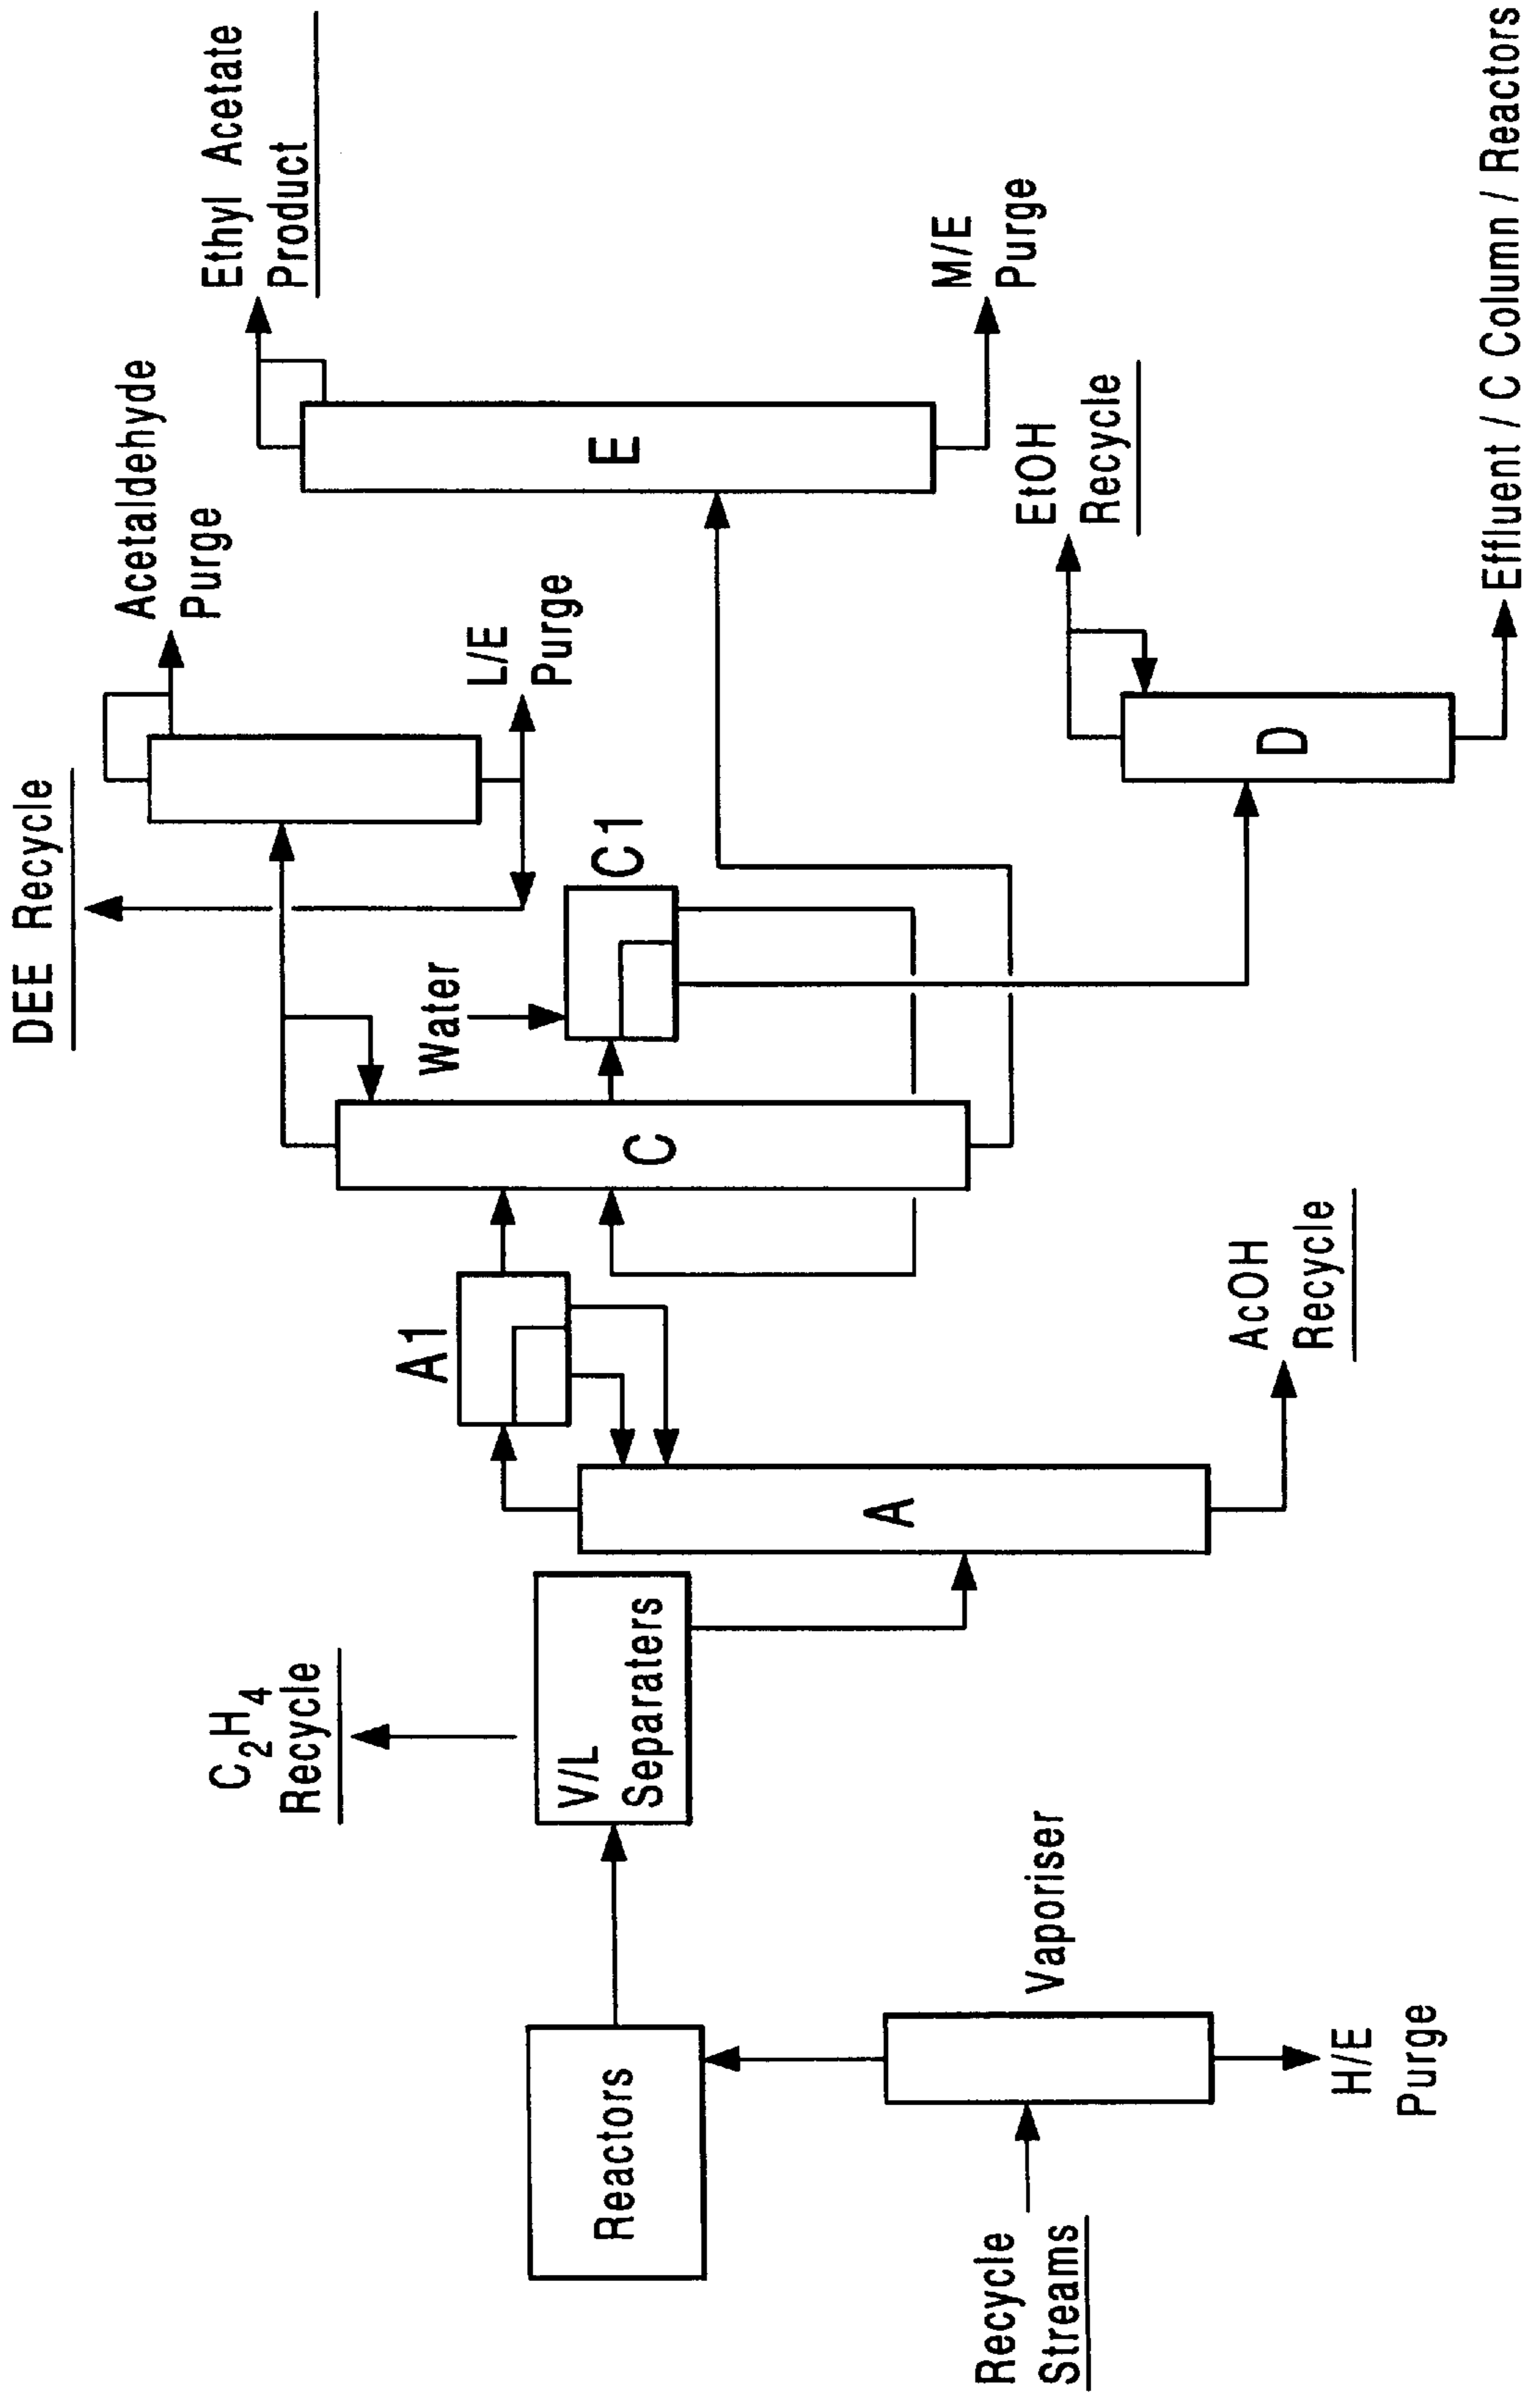 Recycle
Streams
Reactors
Vaporiser
H/E
Purge
C₂H₄
Recycle
V/L
Separaters
A
A1
AcOH
Recycle
C
Water
C1
DEE Recycle
Acetaldehyde
Purge
L/E
Purge
D
EtOH
Recycle
Effluent / C Column / Reactors
E
Ethyl Acetate
Product
M/E
Purge